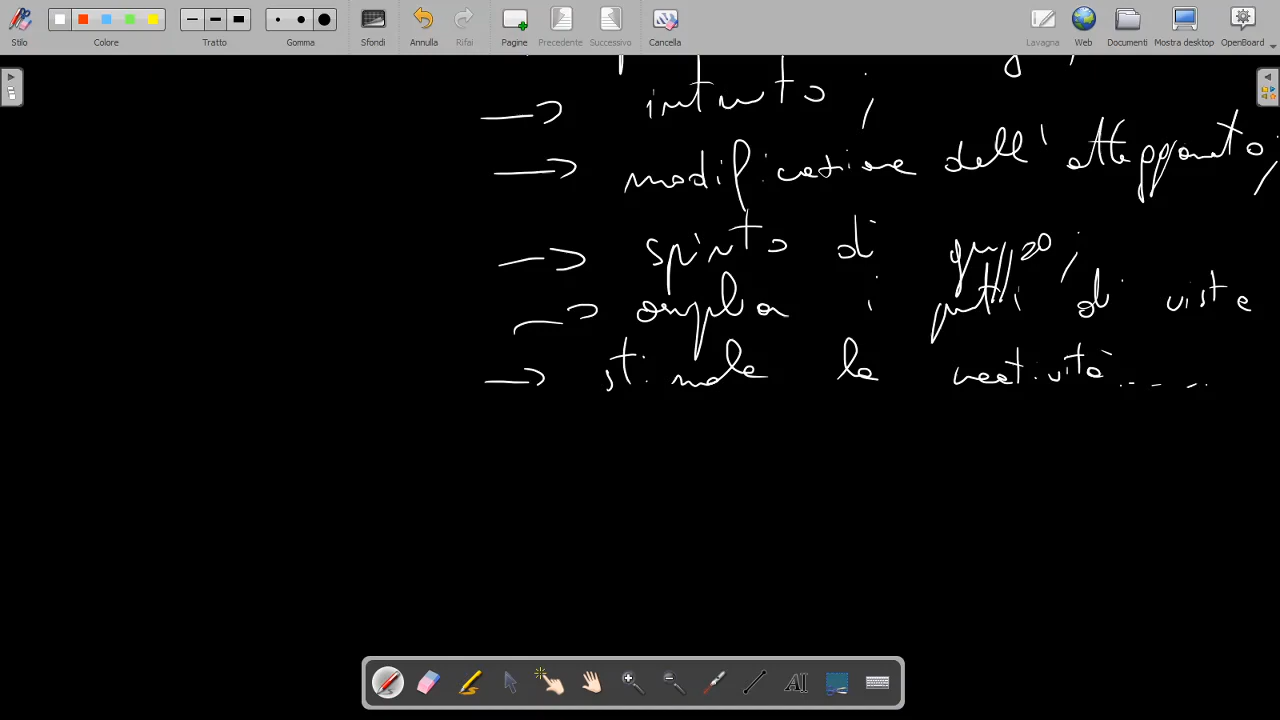 Stilo Colore Tratto Gomma Sfondi Annulla Rifai Pagine Precedente Successivo Cancella Lavagna Web Documenti Mostra desktop OpenBoard
→ intuito ;
→ modificazione dell' atteggiamento ;
→ spirito di gruppo ;
→ amplia i punti di vista
→ stimola la creatività ......
AI